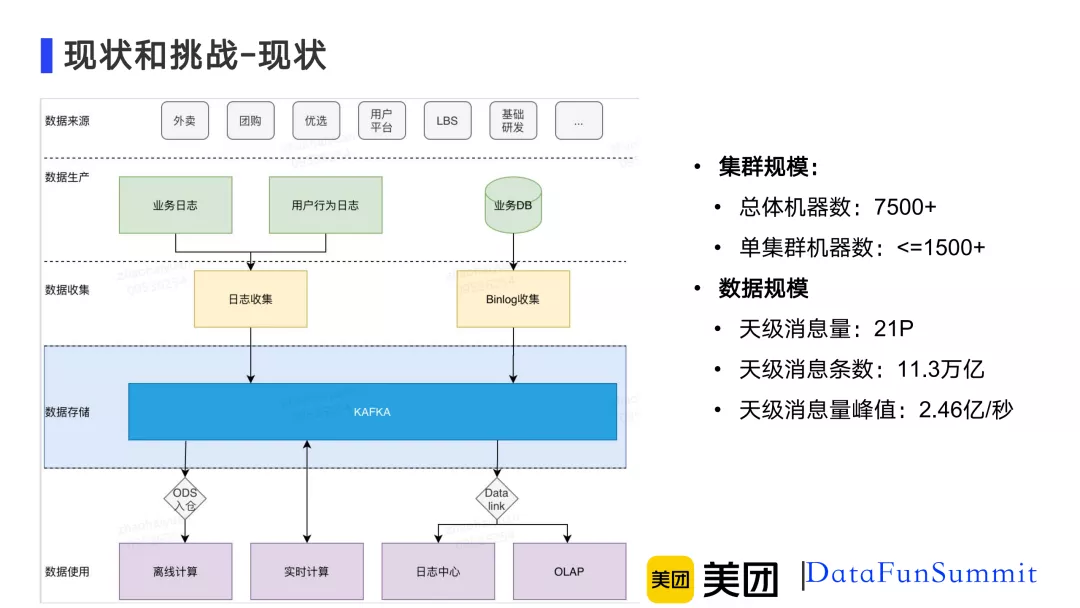 现状和挑战-现状
数据来源
外卖
团购
优选
用户
平台
LBS
基础
研发
...
数据生产
业务日志
用户行为日志
业务DB
数据收集
日志收集
Binlog收集
数据存储
KAFKA
ODS
入仓
Data
link
数据使用
离线计算
实时计算
日志中心
OLAP
• 集群规模：
• 总体机器数：7500+
• 单集群机器数：<=1500+
• 数据规模
• 天级消息量：21P
• 天级消息条数：11.3万亿
• 天级消息量峰值：2.46亿/秒
美团
美团
DataFunSummit